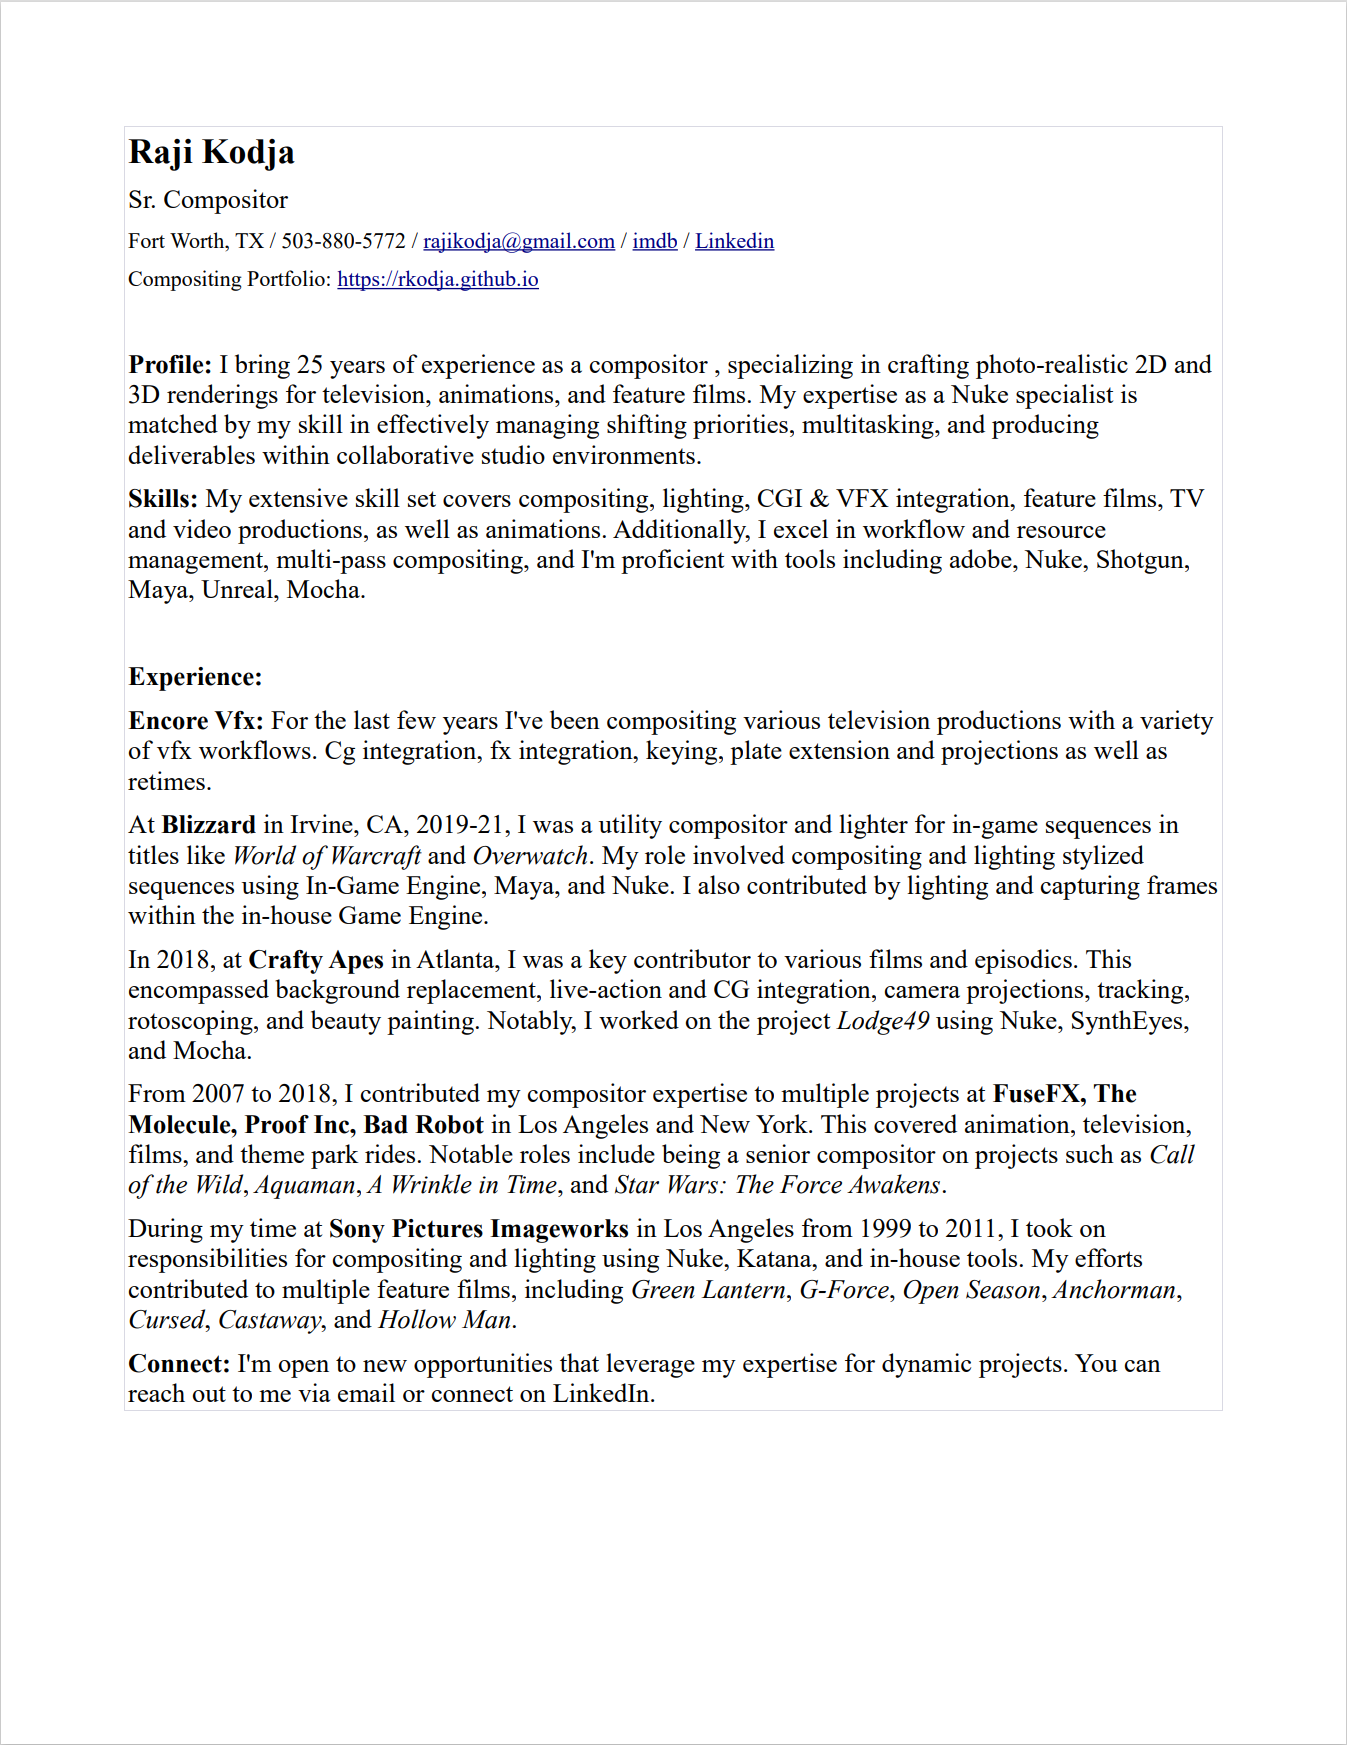 Raji Kodja
Sr. Compositor
Fort Worth, TX / 503-880-5772 / rajikodja@gmail.com / imdb / Linkedin
Compositing Portfolio: https://rkodja.github.io
Profile: I bring 25 years of experience as a compositor , specializing in crafting photo-realistic 2D and
3D renderings for television, animations, and feature films. My expertise as a Nuke specialist is
matched by my skill in effectively managing shifting priorities, multitasking, and producing
deliverables within collaborative studio environments.
Skills: My extensive skill set covers compositing, lighting, CGI & VFX integration, feature films, TV
and video productions, as well as animations. Additionally, I excel in workflow and resource
management, multi-pass compositing, and I'm proficient with tools including adobe, Nuke, Shotgun,
Maya, Unreal, Mocha.
Experience:
Encore Vfx: For the last few years I've been compositing various television productions with a variety
of vfx workflows. Cg integration, fx integration, keying, plate extension and projections as well as
retimes.
At Blizzard in Irvine, CA, 2019-21, I was a utility compositor and lighter for in-game sequences in
titles like World of Warcraft and Overwatch. My role involved compositing and lighting stylized
sequences using In-Game Engine, Maya, and Nuke. I also contributed by lighting and capturing frames
within the in-house Game Engine.
In 2018, at Crafty Apes in Atlanta, I was a key contributor to various films and episodics. This
encompassed background replacement, live-action and CG integration, camera projections, tracking,
rotoscoping, and beauty painting. Notably, I worked on the project Lodge49 using Nuke, SynthEyes,
and Mocha.
From 2007 to 2018, I contributed my compositor expertise to multiple projects at FuseFX, The
Molecule, Proof Inc, Bad Robot in Los Angeles and New York. This covered animation, television,
films, and theme park rides. Notable roles include being a senior compositor on projects such as Call
of the Wild, Aquaman, A Wrinkle in Time, and Star Wars: The Force Awakens.
During my time at Sony Pictures Imageworks in Los Angeles from 1999 to 2011, I took on
responsibilities for compositing and lighting using Nuke, Katana, and in-house tools. My efforts
contributed to multiple feature films, including Green Lantern, G-Force, Open Season, Anchorman,
Cursed, Castaway, and Hollow Man.
Connect: I'm open to new opportunities that leverage my expertise for dynamic projects. You can
reach out to me via email or connect on LinkedIn.